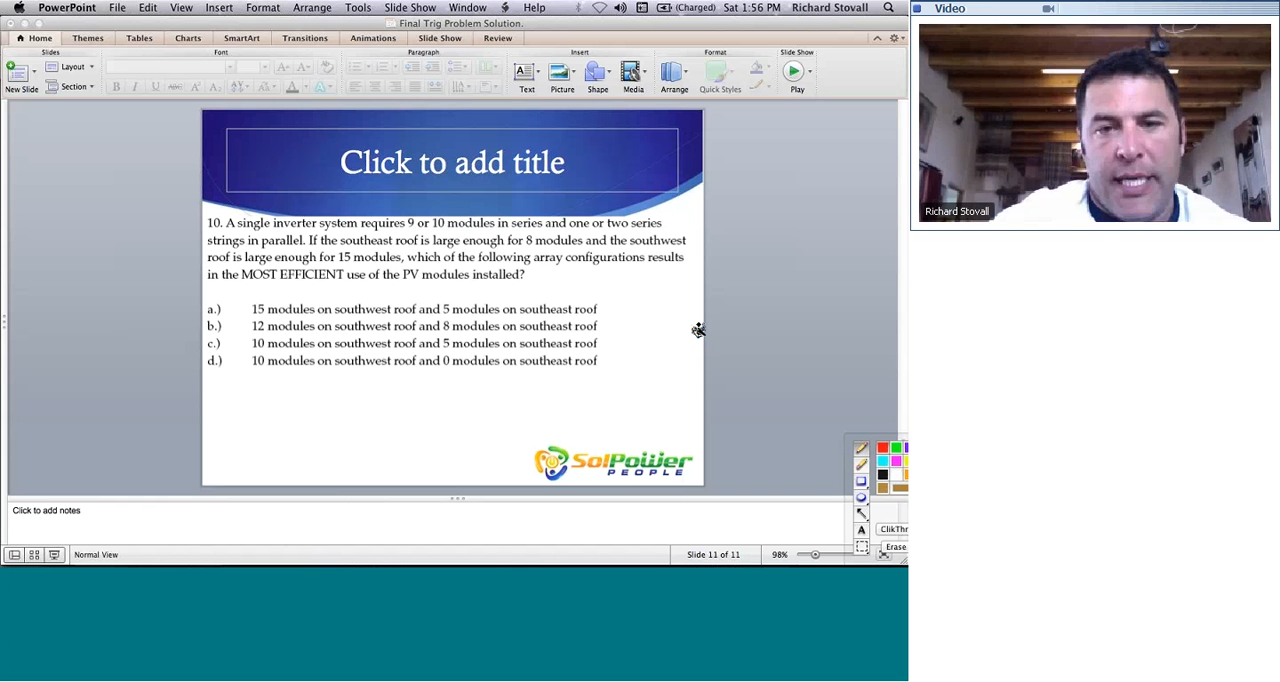 PowerPoint File Edit View Insert Format Arrange Tools Slide Show Window Help (Charged) Sat 1:56 PM Richard Stovall
Video
Final Trig Problem Solution.
Home Themes Tables Charts SmartArt Transitions Animations Slide Show Review
Slides Font Paragraph Insert Format Slide Show
Layout
New Slide Section Text Picture Shape Media Arrange Quick Styles Play
B I U ABC A A
Click to add title
10. A single inverter system requires 9 or 10 modules in series and one or two series
strings in parallel. If the southeast roof is large enough for 8 modules and the southwest
roof is large enough for 15 modules, which of the following array configurations results
in the MOST EFFICIENT use of the PV modules installed?
a.) 15 modules on southwest roof and 5 modules on southeast roof
b.) 12 modules on southwest roof and 8 modules on southeast roof
c.) 10 modules on southwest roof and 5 modules on southeast roof
d.) 10 modules on southwest roof and 0 modules on southeast roof
SolPower
PEOPLE
Richard Stovall
A
ClikThr
Erase
Click to add notes
Normal View Slide 11 of 11 98%